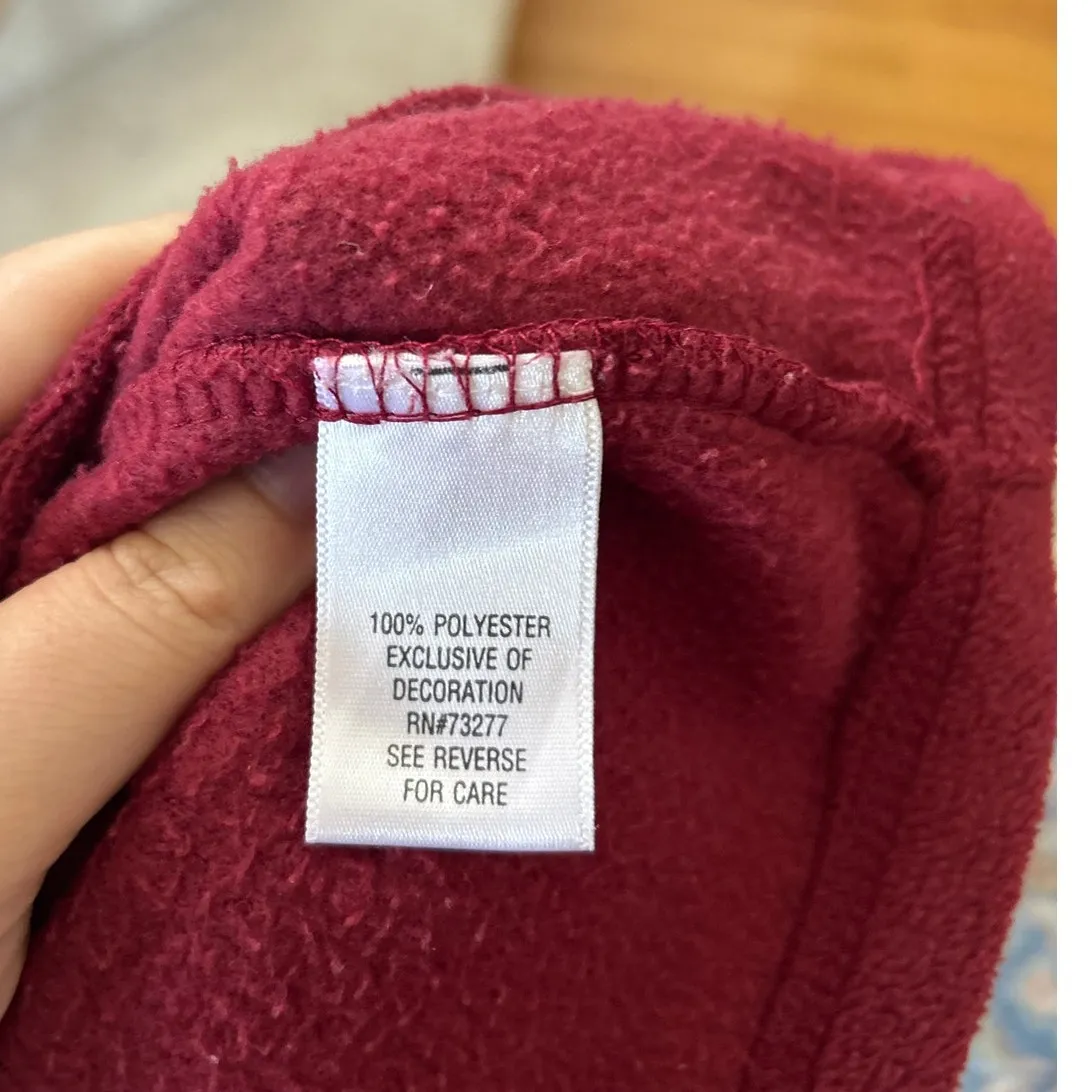 100% POLYESTER
EXCLUSIVE OF
DECORATION
RN#73277
SEE REVERSE
FOR CARE